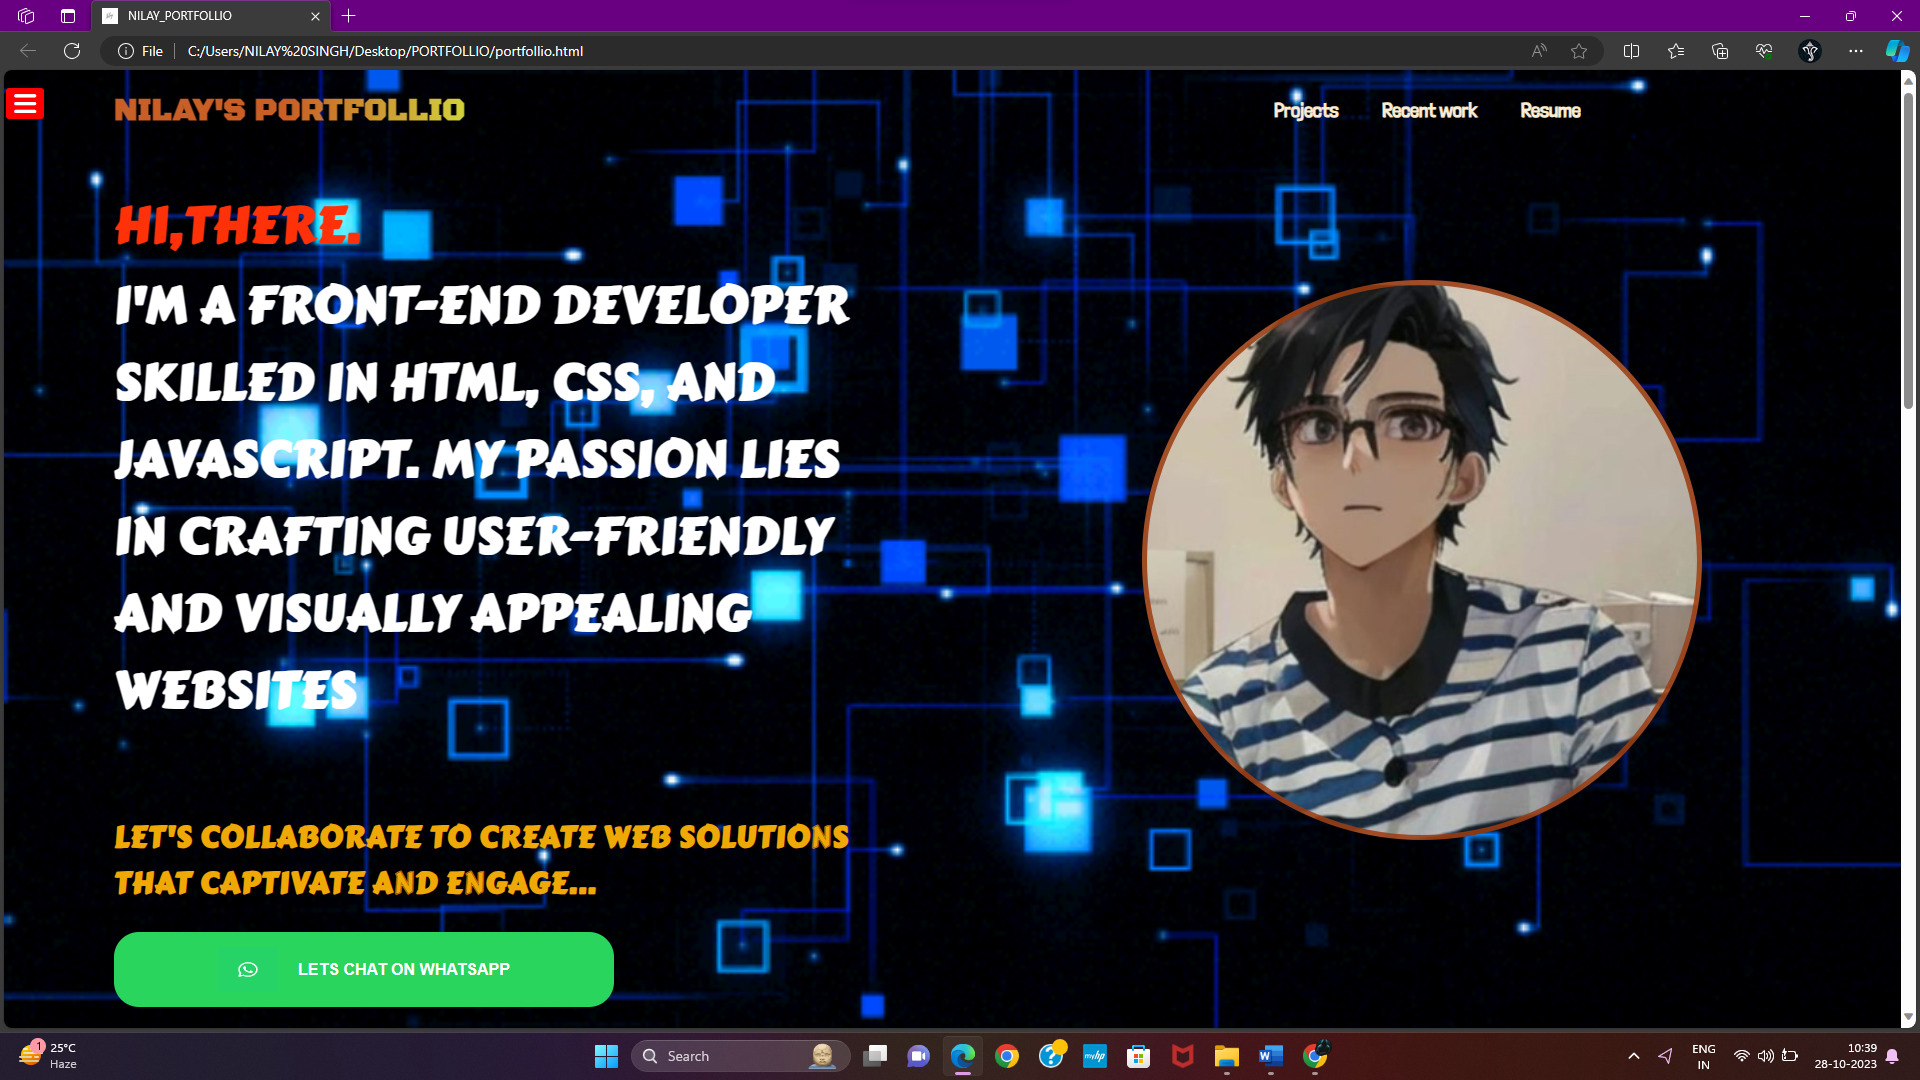 NILAY_PORTFOLLIO
File
C:/Users/NILAY%20SINGH/Desktop/PORTFOLLIO/portfollio.html
NILAY'S PORTFOLLIO
Projects
Recent work
Resume
HI,THERE.
I'M A FRONT-END DEVELOPER
SKILLED IN HTML, CSS, AND
JAVASCRIPT. MY PASSION LIES
IN CRAFTING USER-FRIENDLY
AND VISUALLY APPEALING
WEBSITES
LET'S COLLABORATE TO CREATE WEB SOLUTIONS
THAT CAPTIVATE AND ENGAGE...
LETS CHAT ON WHATSAPP
1
25°C
Haze
Search
myhp
W
ENG
IN
10:39
28-10-2023